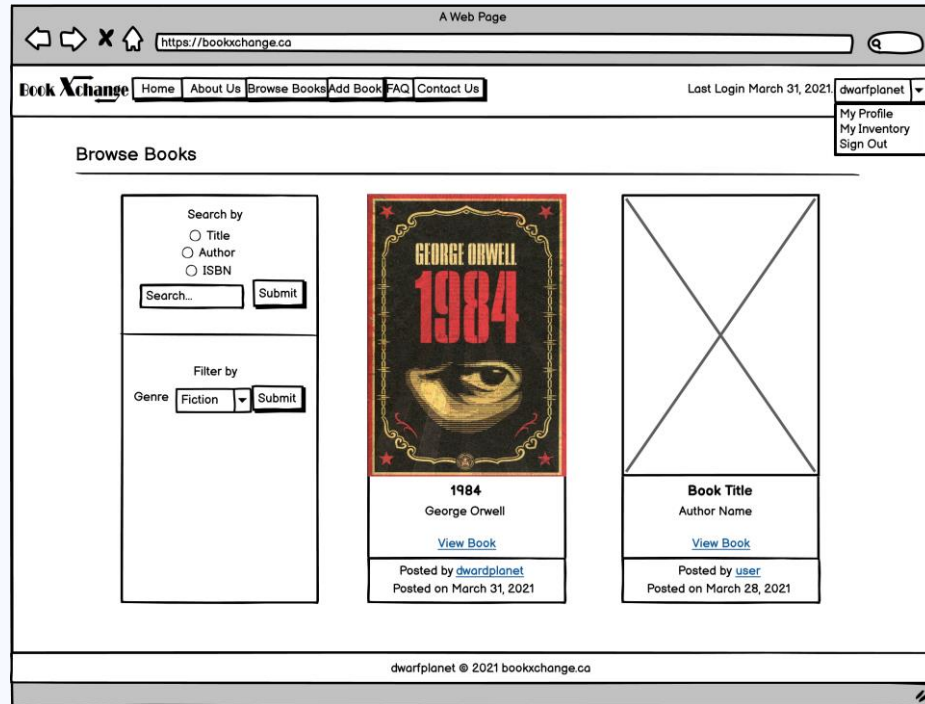 A Web Page
https://bookxchange.ca
Book Xchange Home About Us Browse Books Add Book FAQ Contact Us Last Login March 31, 2021. dwarfplanet
My Profile
My Inventory
Sign Out
Browse Books
Search by
Title
Author
ISBN
Search... Submit
Filter by
Genre Fiction Submit
GEORGE ORWELL
1984
1984
George Orwell
View Book
Posted by dwardplanet
Posted on March 31, 2021
Book Title
Author Name
View Book
Posted by user
Posted on March 28, 2021
dwarfplanet © 2021 bookxchange.ca